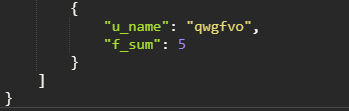 {
"u_name": "qwgfvo",
"f_sum": 5
}
]
}